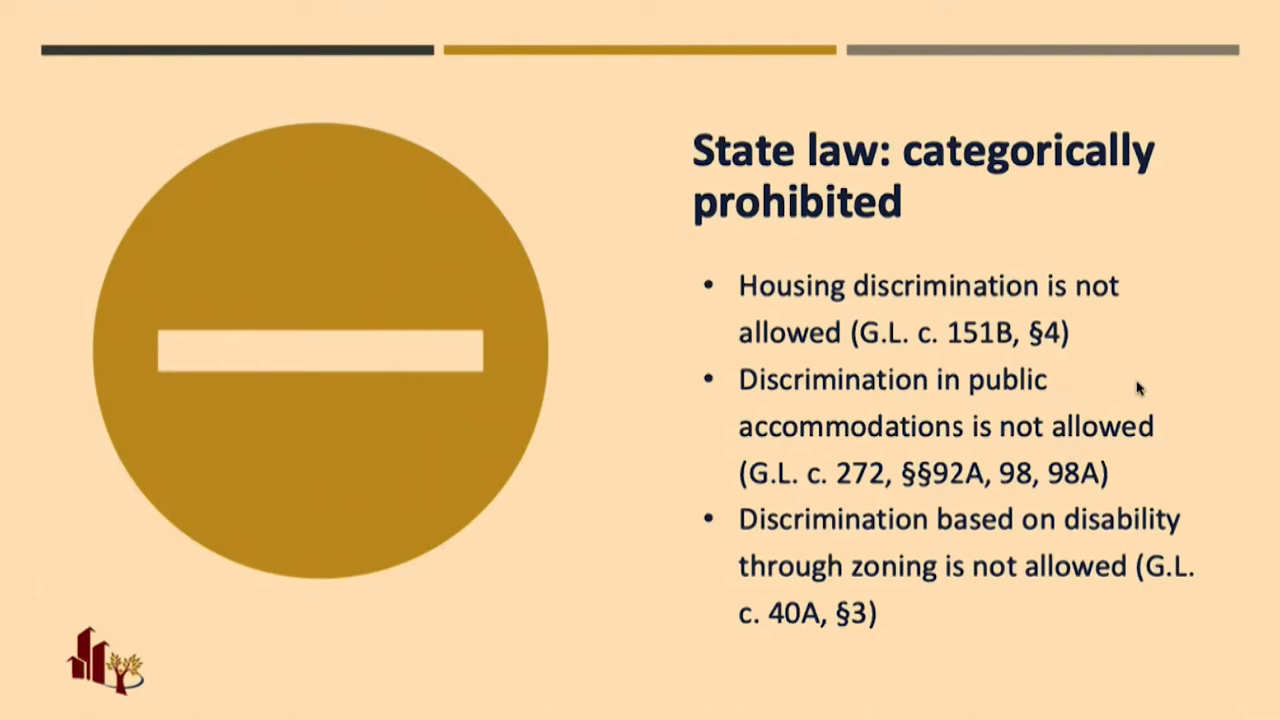 State law: categorically
prohibited
• Housing discrimination is not
allowed (G.L. c. 151B, §4)
• Discrimination in public
accommodations is not allowed
(G.L. c. 272, §§92A, 98, 98A)
• Discrimination based on disability
through zoning is not allowed (G.L.
c. 40A, §3)